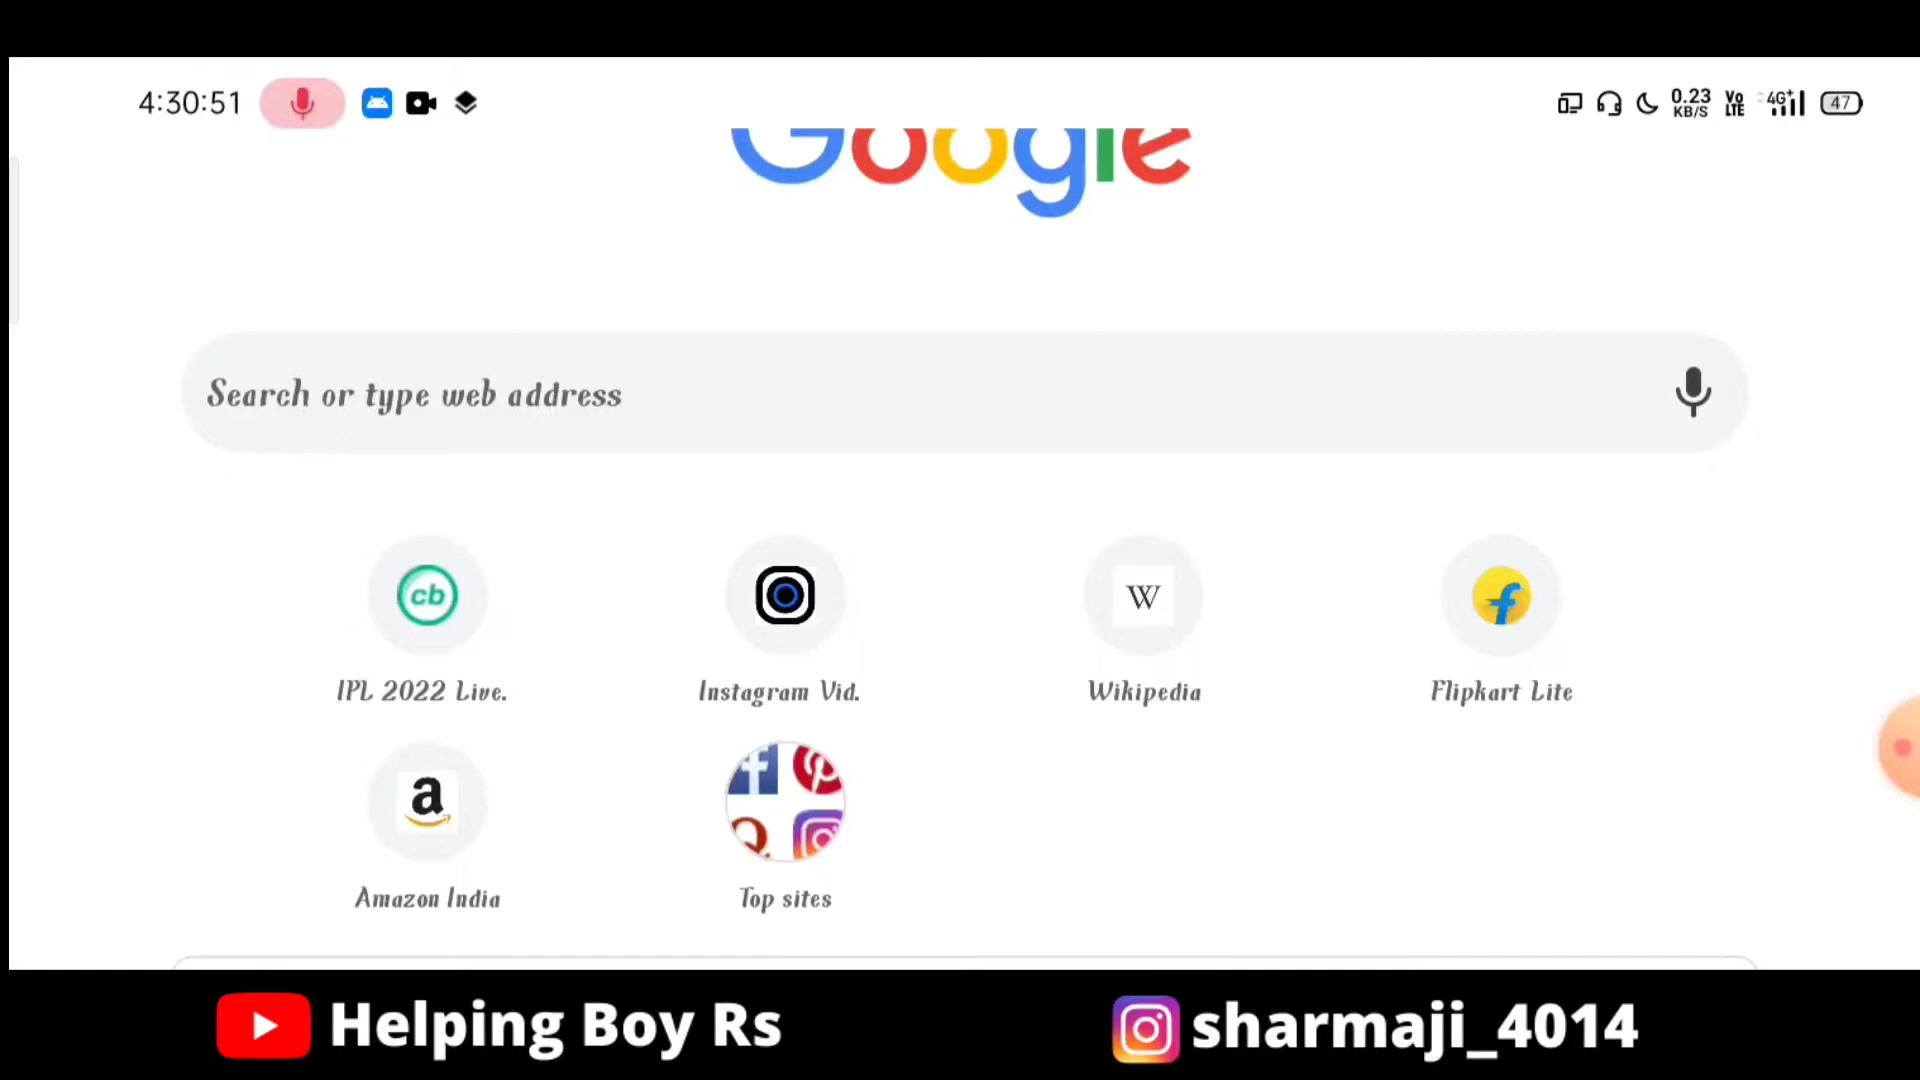 4:30:51 0.23 KB/S Vo LTE 4G+ 47
Google
Search or type web address
cb W f
IPL 2022 Live. Instagram Vid. Wikipedia Flipkart Lite
a f Q
Amazon India Top sites
Helping Boy Rs sharmaji_4014